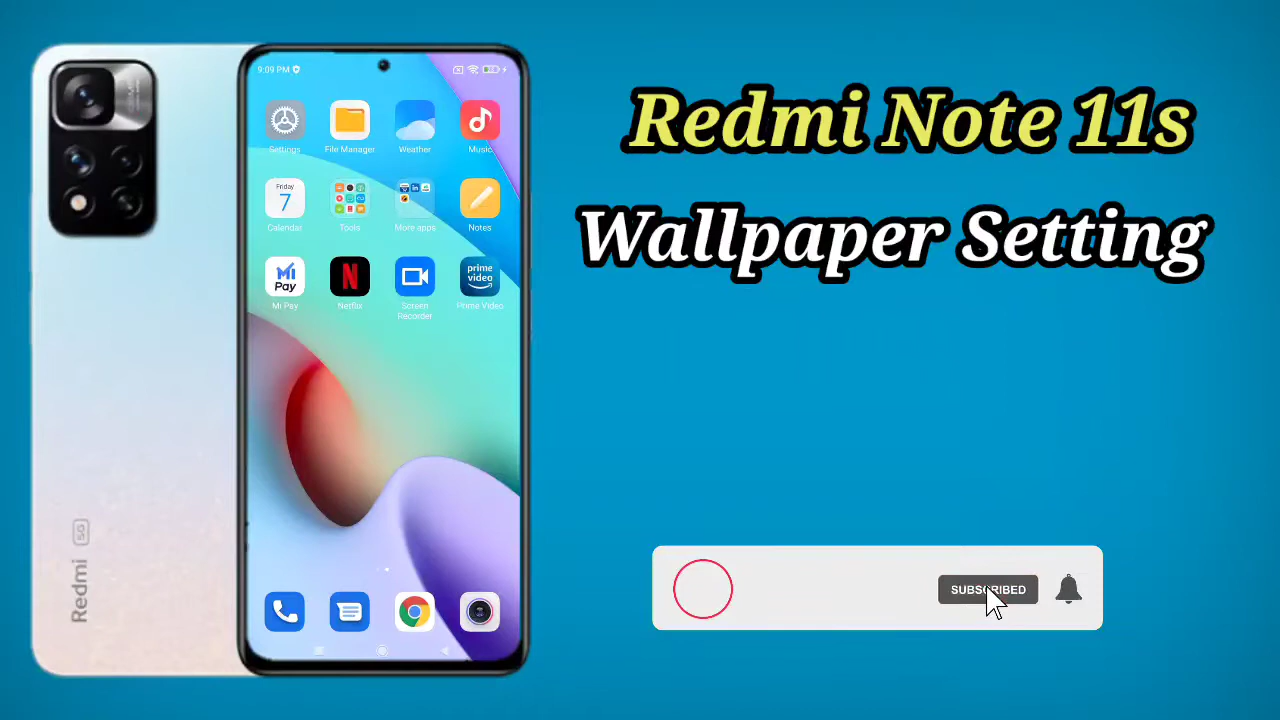 Redmi Note 11s
Wallpaper Setting
9:09 PM
Settings
File Manager
Weather
Music
Friday
7
Calendar
Tools
More apps
Notes
Mi
Pay
Mi Pay
N
Netflix
Screen
Recorder
prime
video
Prime Video
Redmi 5G
SUBSCRIBED